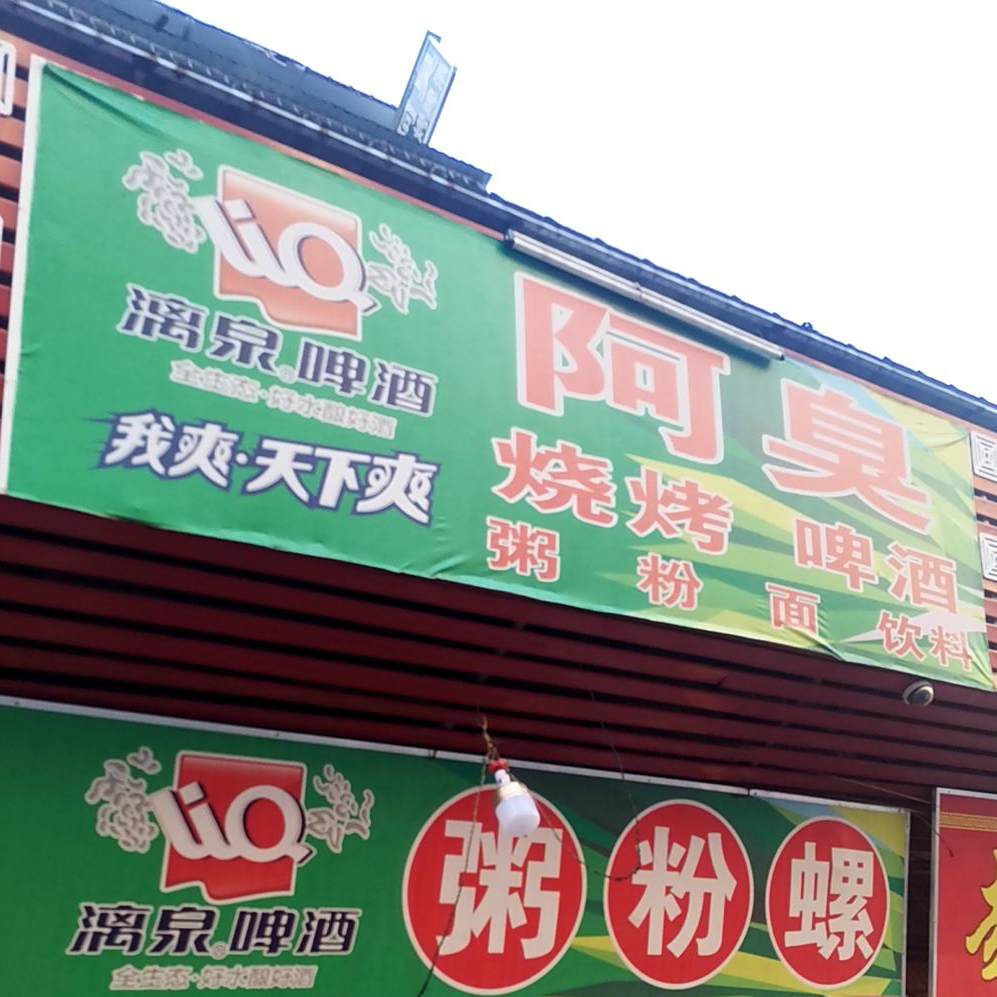 LiQ
漓泉啤酒
全生态·好水酿好酒
我爽·天下爽
阿臭
烧烤 啤酒
粥 粉 面 饮料
LiQ
漓泉啤酒
全生态·好水酿好酒
粥粉螺